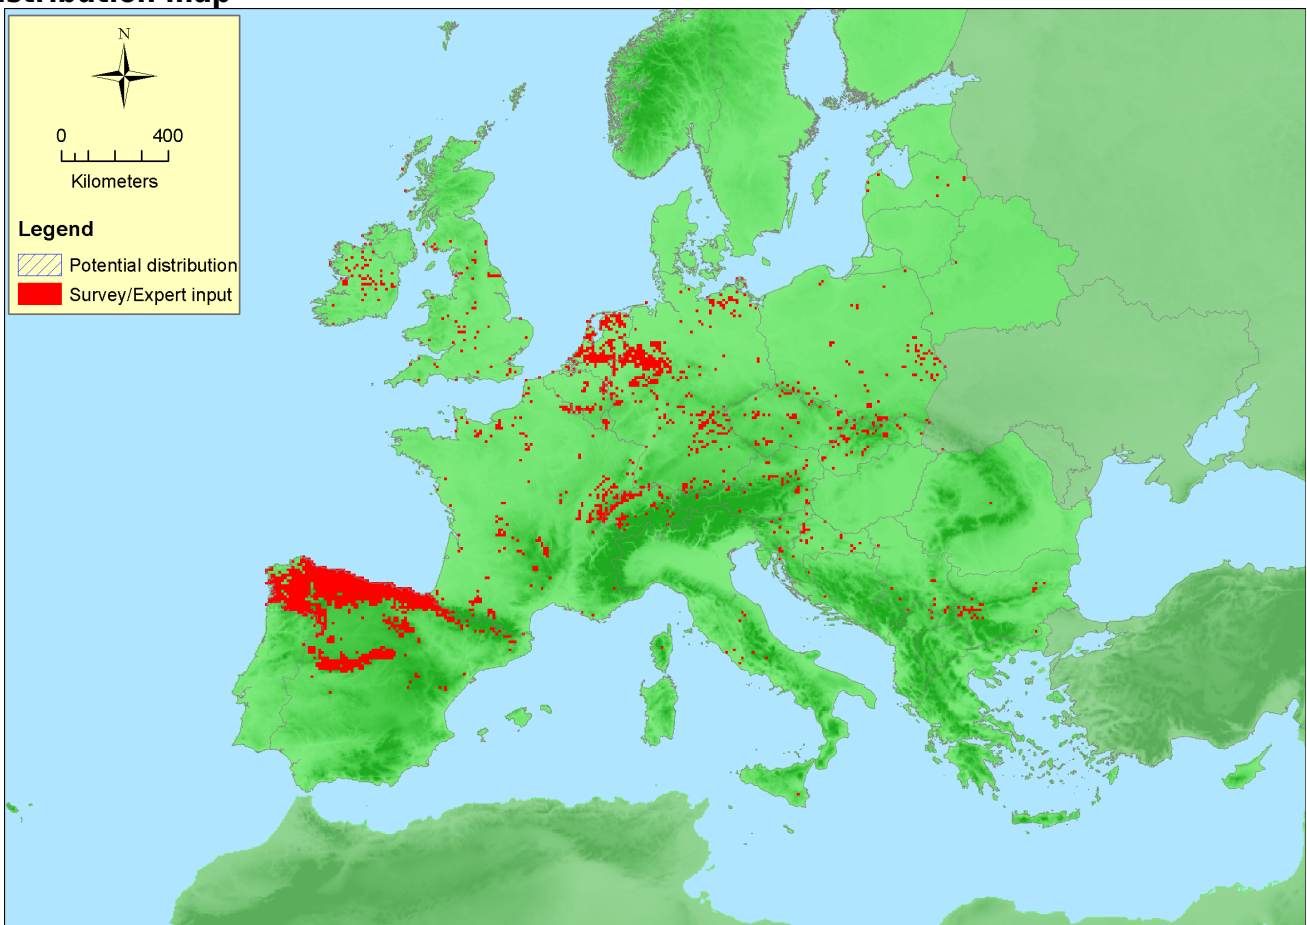 N
0 400
Kilometers
Legend
Potential distribution
Survey/Expert input